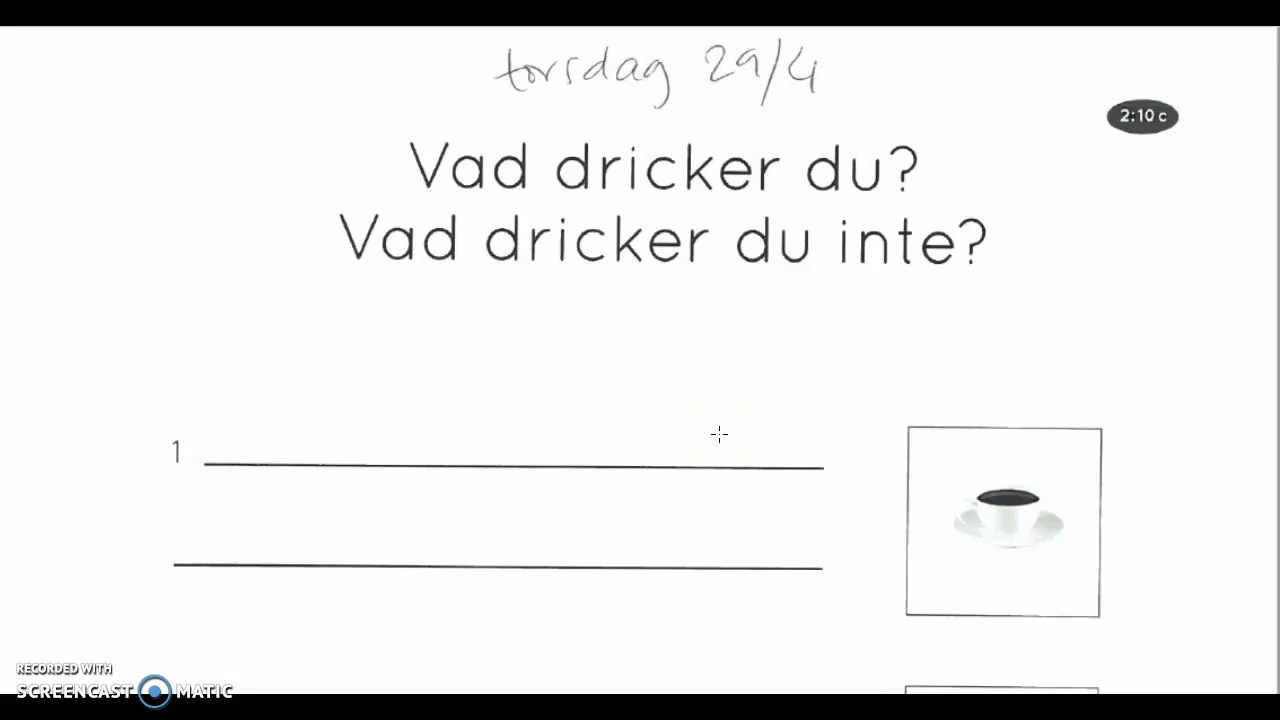 torsdag 29/4
2:10 c
Vad dricker du?
Vad dricker du inte?
1
RECORDED WITH
SCREENCAST MATIC